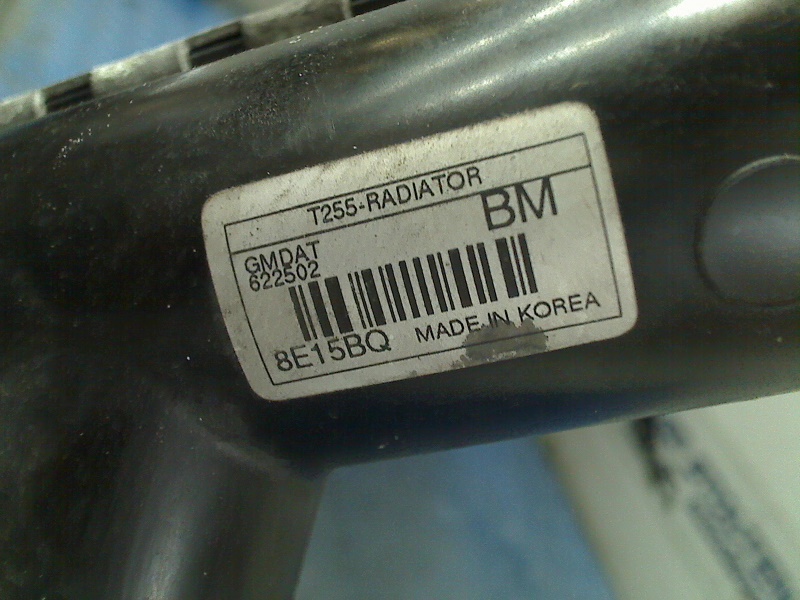 T255-RADIATOR
BM
GMDAT
622502
8E15BQ
MADE IN KOREA